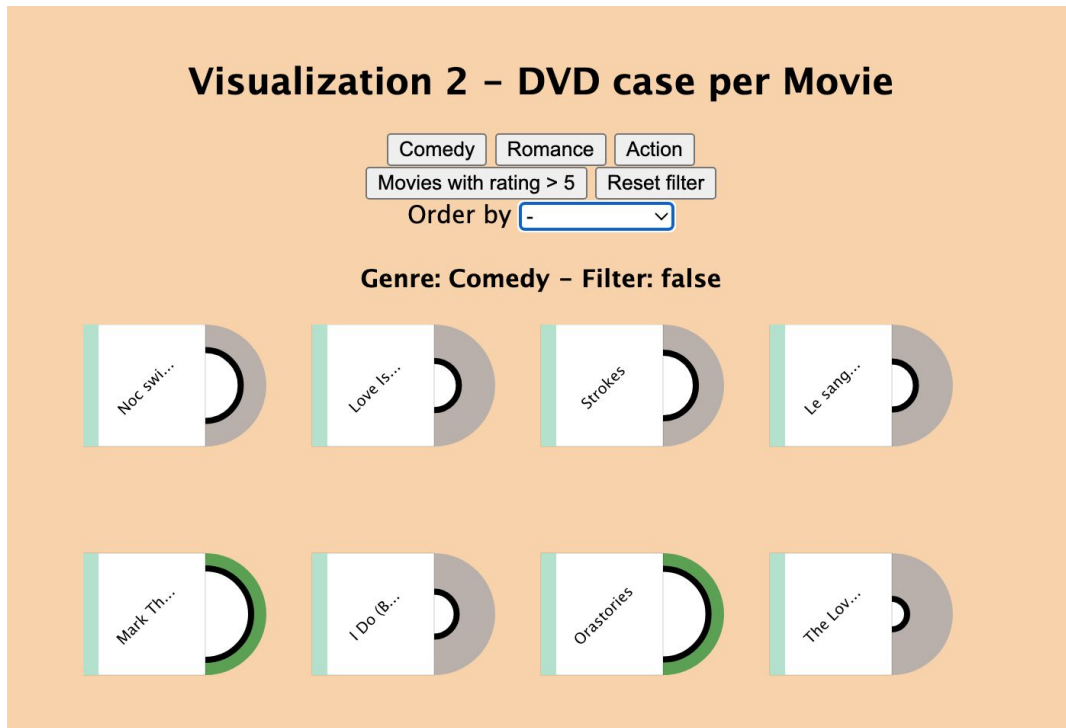 Visualization 2 – DVD case per Movie
Comedy Romance Action
Movies with rating > 5 Reset filter
Order by -
Genre: Comedy – Filter: false
Noc swi...
Love Is...
Strokes
Le sang...
Mark Th...
I Do (B...
Orastories
The Lov...